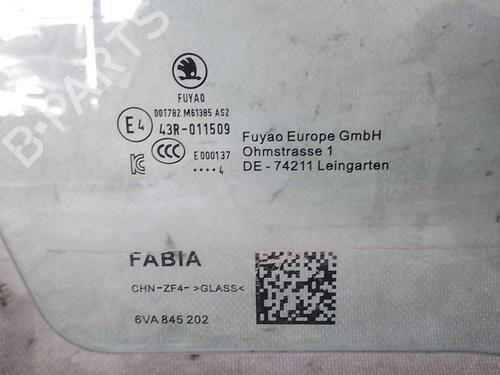 B-PARTS
FUYAO
DOT782 M61385 AS2
E4 43R-011509
CCC E000137
.... 4
Fuyao Europe GmbH
Ohmstrasse 1
DE - 74211 Leingarten
FABIA
CHN-ZF4->GLASS<
6VA 845 202